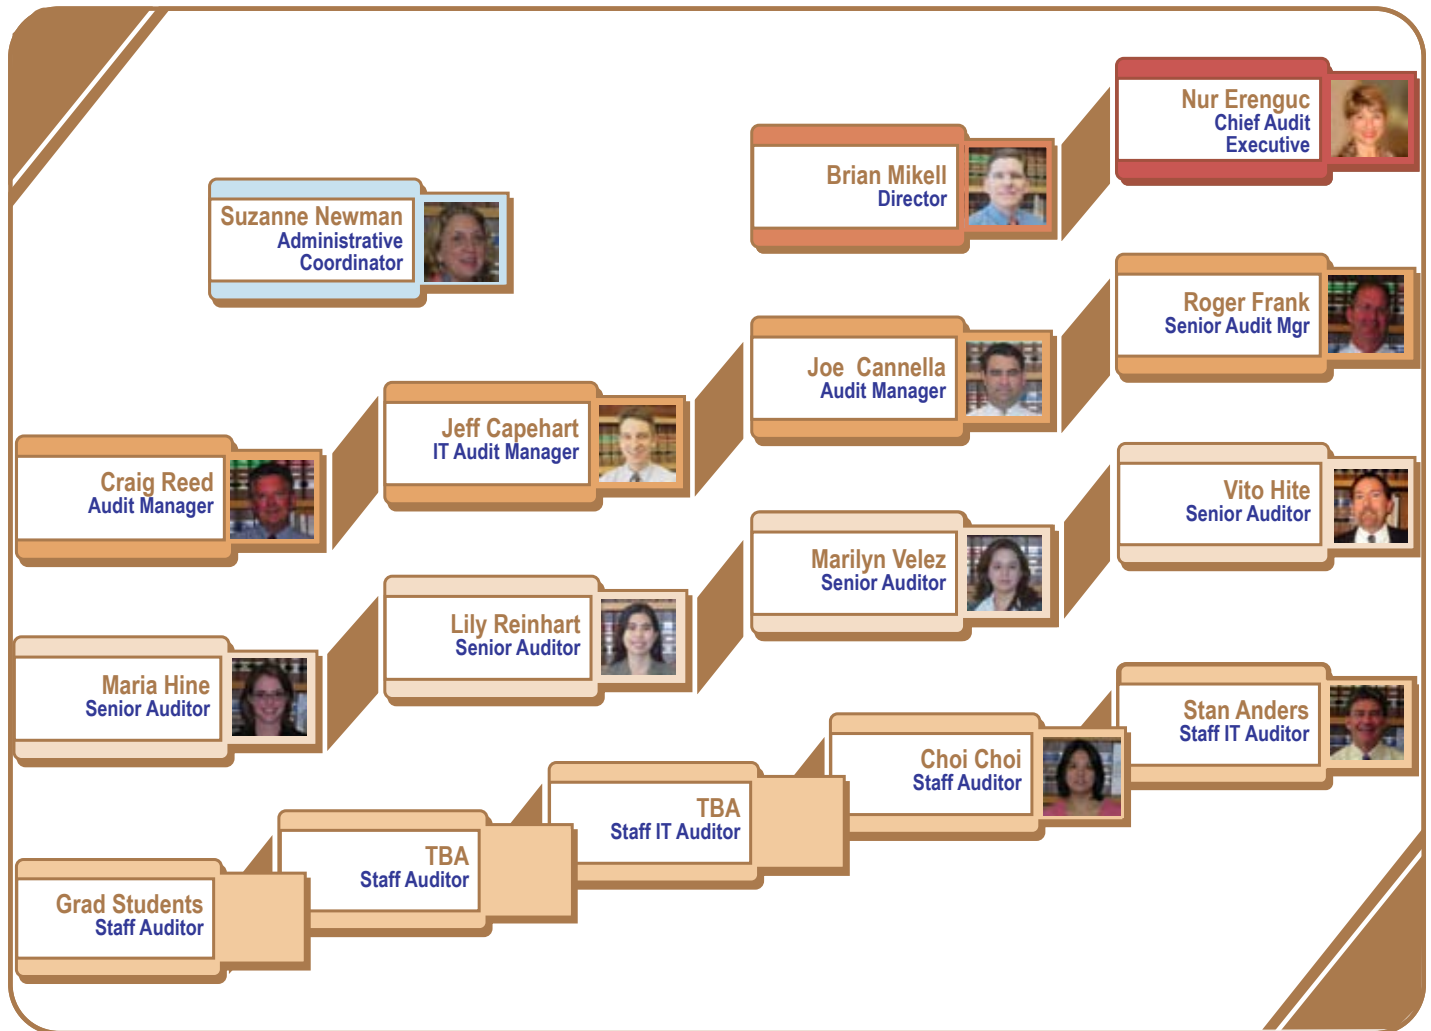 Nur Erenguc
Chief Audit
Executive
Brian Mikell
Director
Suzanne Newman
Administrative
Coordinator
Roger Frank
Senior Audit Mgr
Joe Cannella
Audit Manager
Jeff Capehart
IT Audit Manager
Craig Reed
Audit Manager
Vito Hite
Senior Auditor
Marilyn Velez
Senior Auditor
Lily Reinhart
Senior Auditor
Maria Hine
Senior Auditor
Stan Anders
Staff IT Auditor
Choi Choi
Staff Auditor
TBA
Staff IT Auditor
TBA
Staff Auditor
Grad Students
Staff Auditor